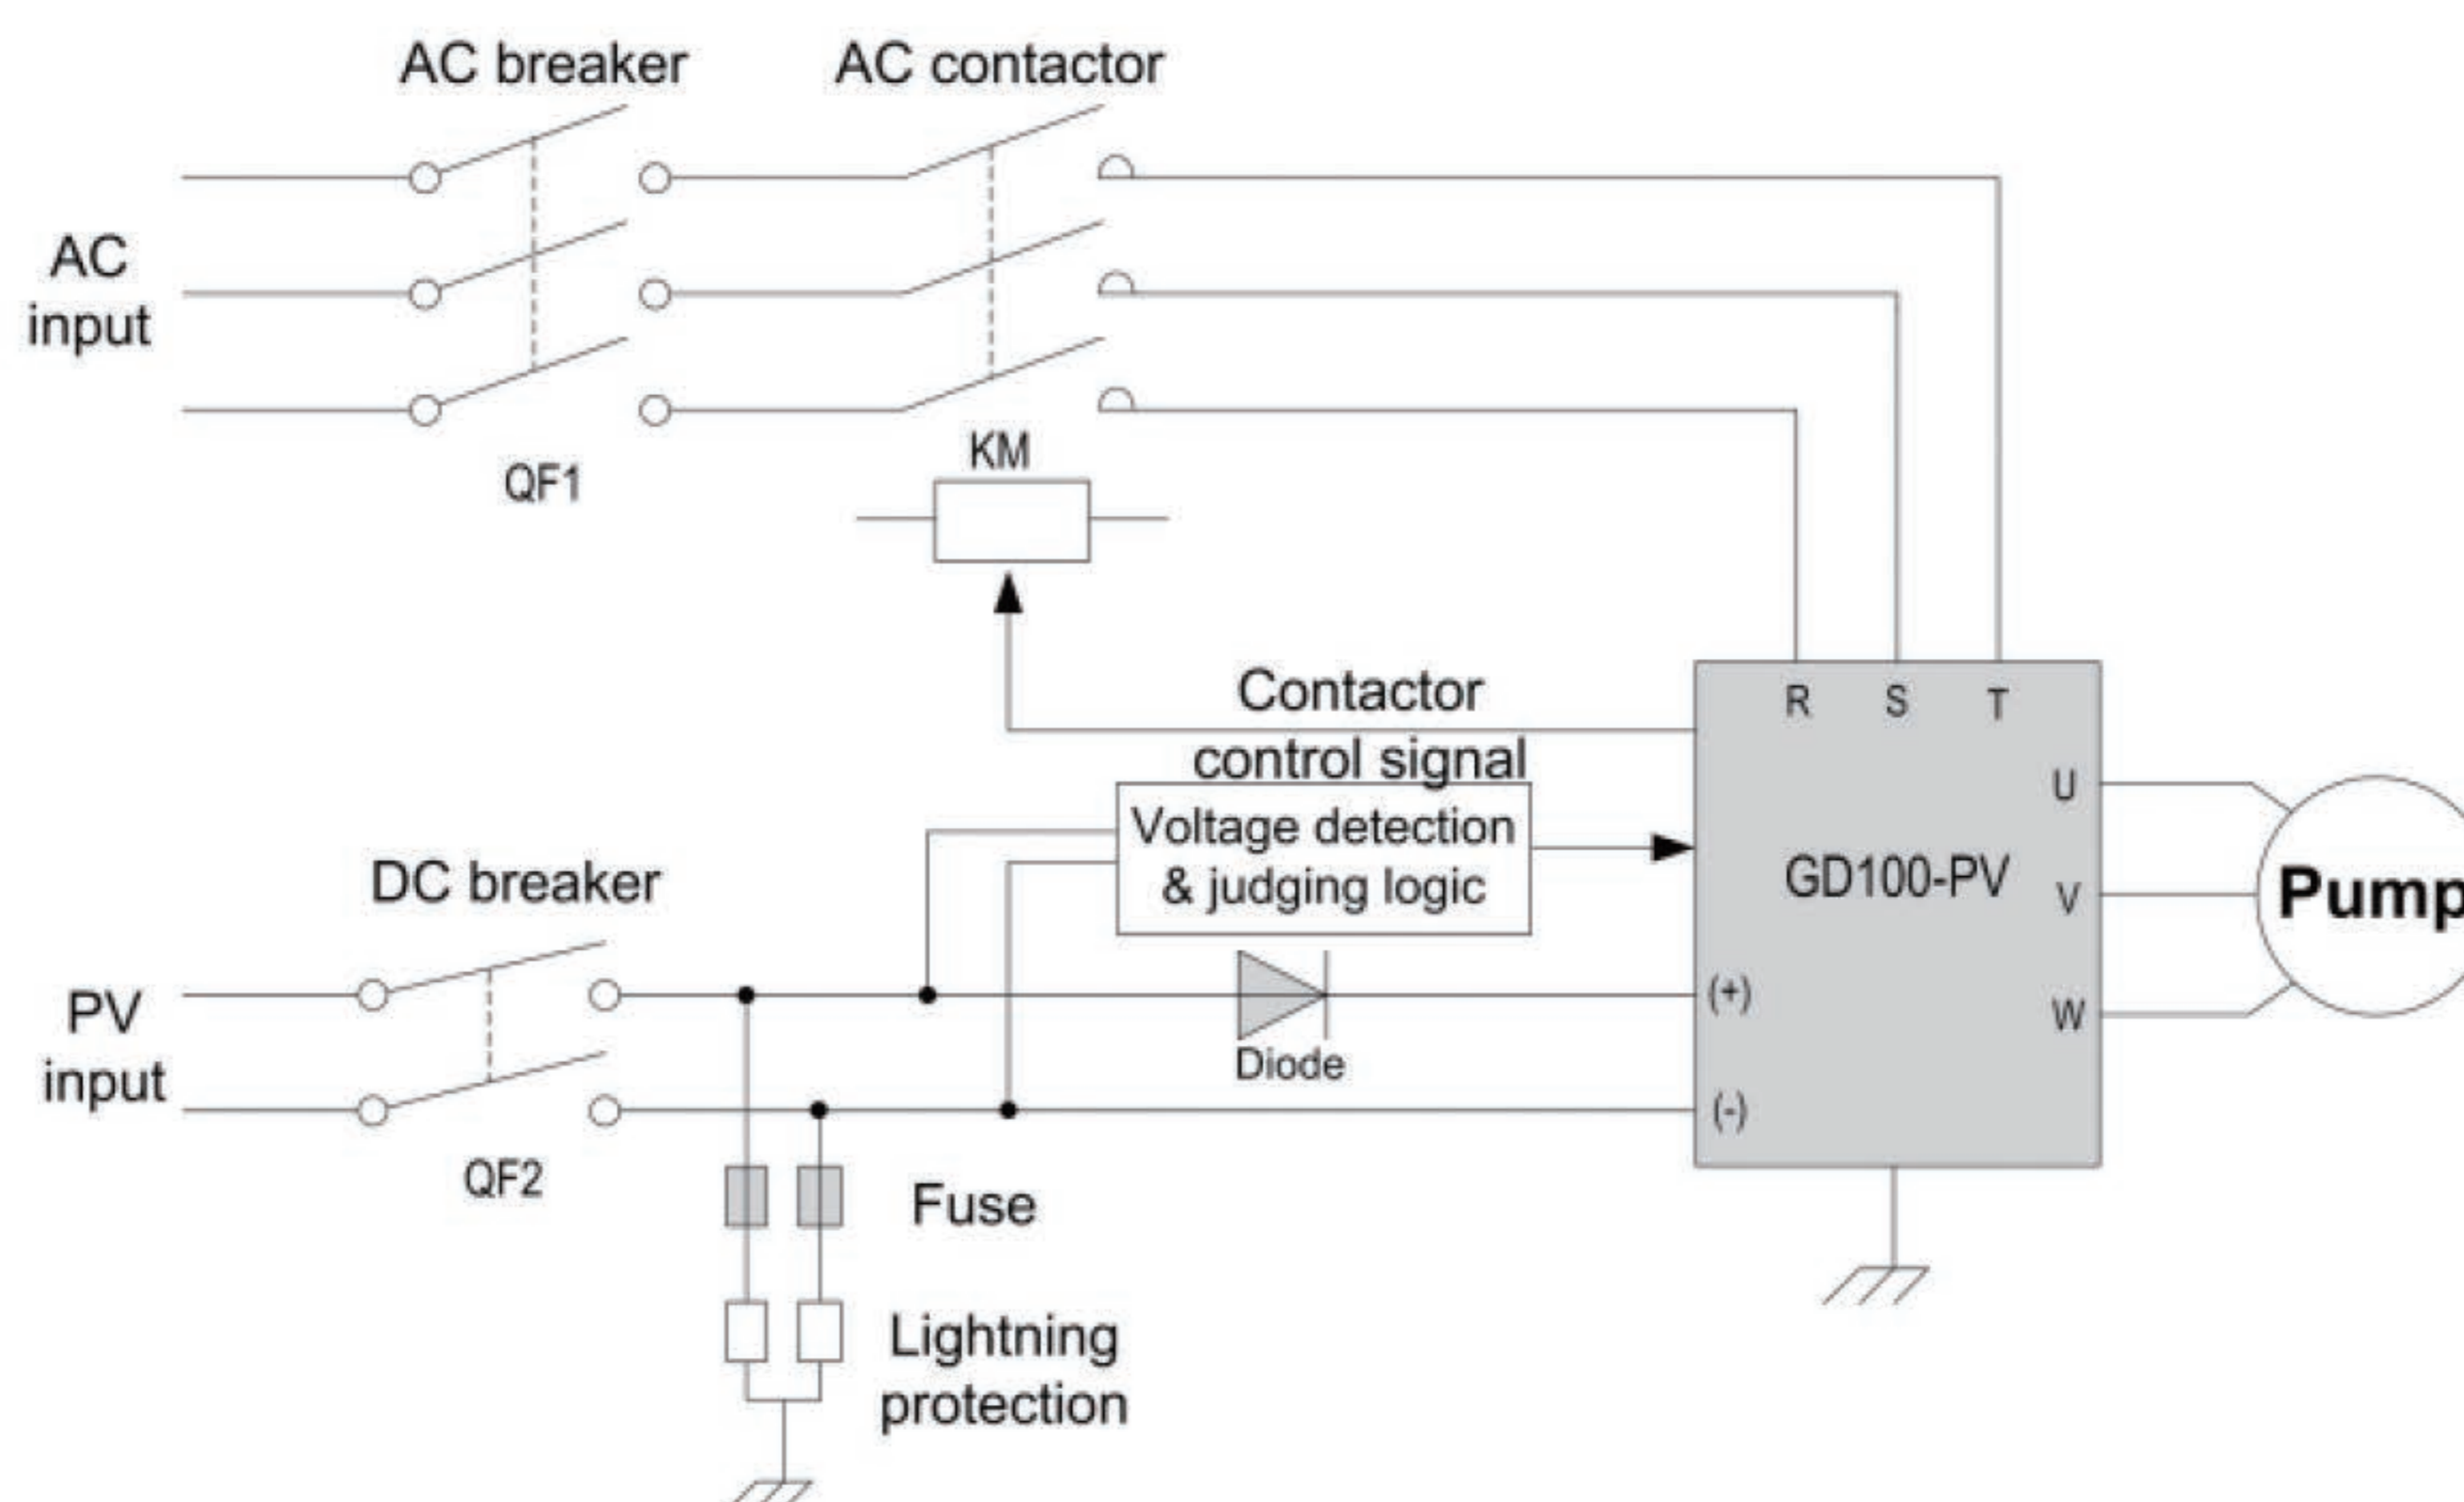 AC breaker
AC contactor
AC
input
QF1
KM
Contactor
control signal
R
S
T
Voltage detection
& judging logic
U
V
W
GD100-PV
Pump
DC breaker
PV
input
(+)
(-)
Diode
QF2
Fuse
Lightning
protection